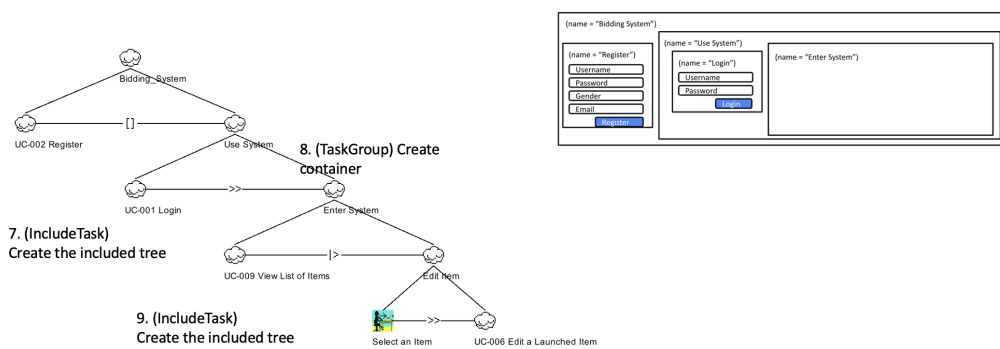 Bidding_System
[]
UC-002 Register
Use System
8. (TaskGroup) Create
container
>>
UC-001 Login
Enter System
7. (IncludeTask)
Create the included tree
|>
UC-009 View List of Items
Edit Item
9. (IncludeTask)
Create the included tree
>>
Select an Item
UC-006 Edit a Launched Item
(name = “Bidding System”)
(name = “Register”)
Username
Password
Gender
Email
Register
(name = “Use System”)
(name = “Login”)
Username
Password
Login
(name = “Enter System”)